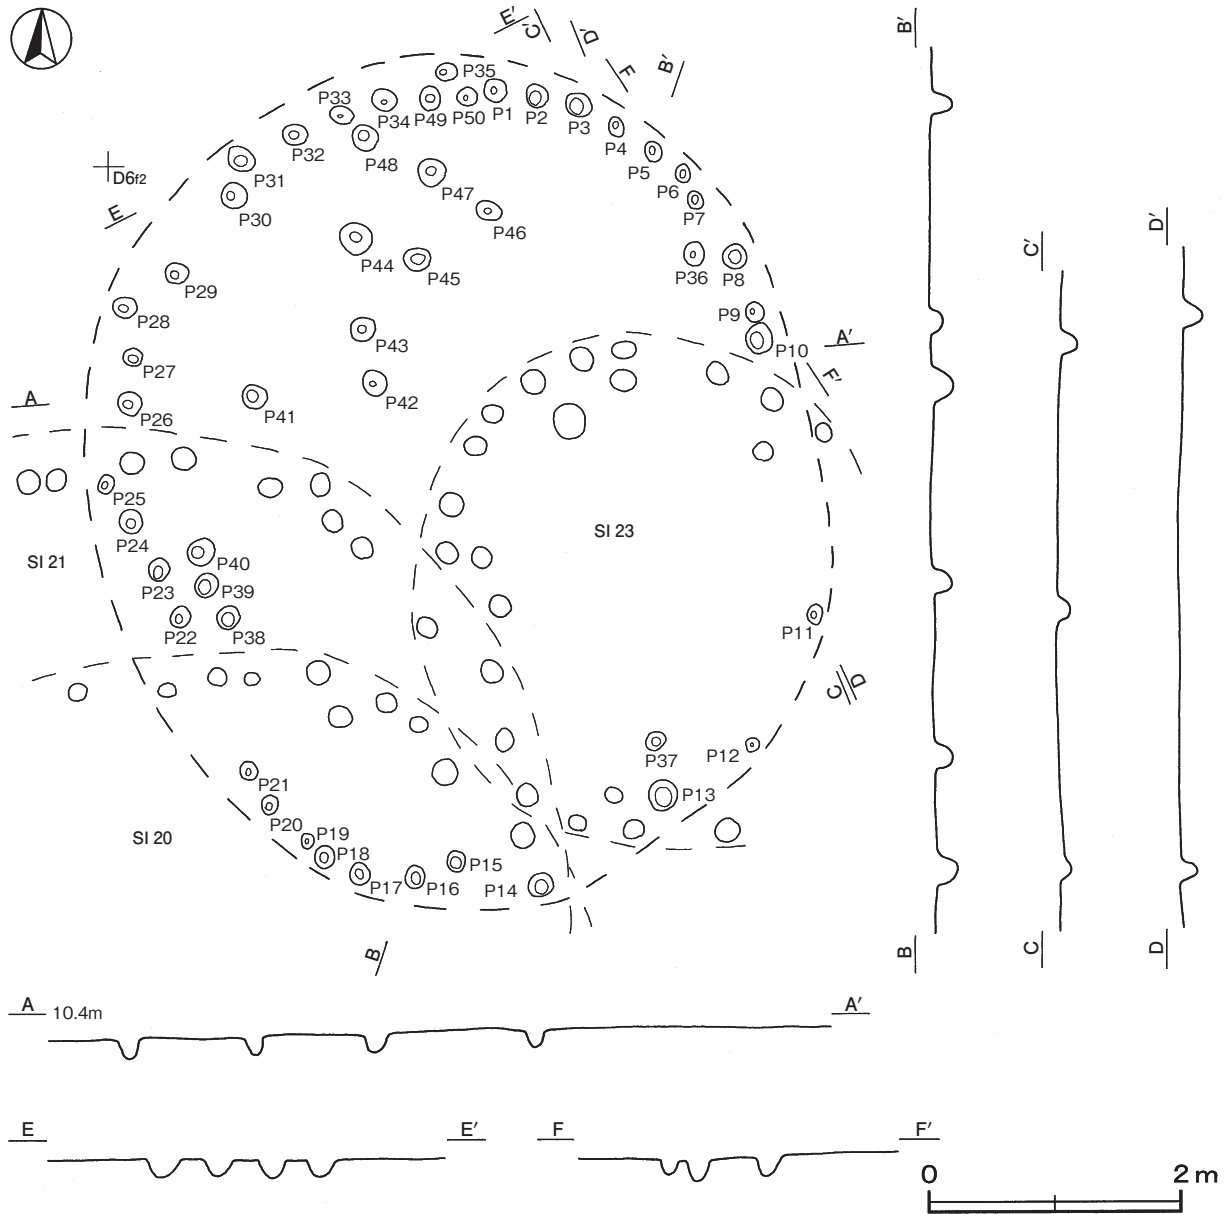 E′
C′
D′
F
B′
B′
P35
P33
P34
P49
P50
P1
P2
P3
P4
P32
P48
P5
P31
P47
P6
D6f2
P30
P7
P46
E
D′
C′
P44
P45
P36
P8
P29
P28
P9
P43
P10
A′
P27
F′
A
P26
P41
P42
P25
P24
SI 23
SI 21
P40
P23
P39
P22
P38
P11
D
C
P37
P12
P21
P13
P20
SI 20
P19
P18
P15
P17
P16
P14
B
B
C
D
A
10.4m
A′
E
E′
F
F′
0
2 m